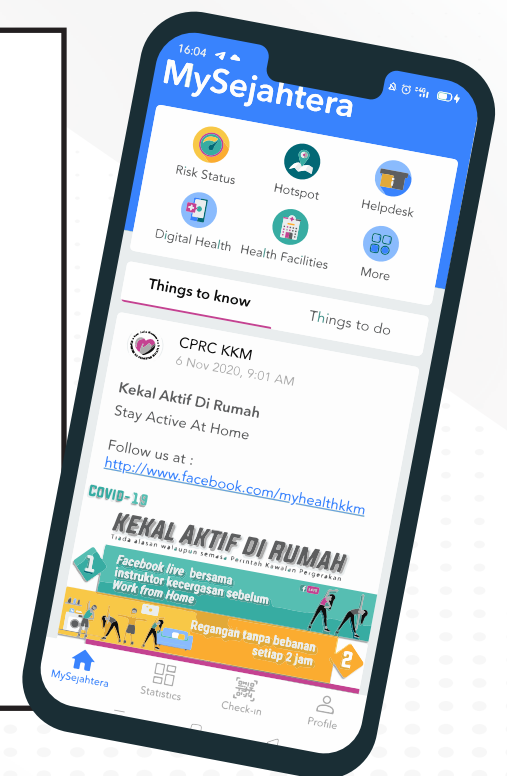 16:04
MySejahtera
Risk Status
Hotspot
Helpdesk
Digital Health
Health Facilities
More
Things to know
Things to do
CPRC KKM
6 Nov 2020, 9:01 AM
Kekal Aktif Di Rumah
Stay Active At Home
Follow us at :
http://www.facebook.com/myhealthkkm
COVID-19
KEKAL AKTIF DI RUMAH
Tiada alasan walaupun semasa Perintah Kawalan Pergerakan
1
Facebook live bersama
instruktor kecergasan sebelum
Work from Home
Regangan tanpa bebanan
setiap 2 jam
2
MySejahtera
Statistics
Check-in
Profile